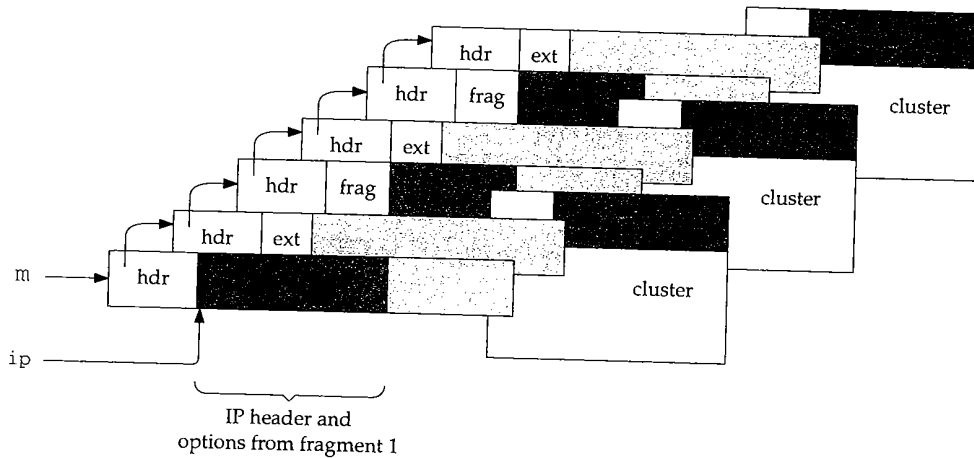 hdr ext
hdr frag
cluster
hdr ext
hdr frag
cluster
hdr ext
m hdr
cluster
ip
IP header and
options from fragment 1